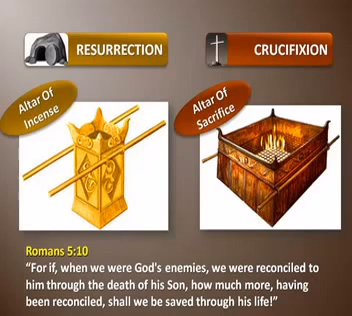 RESURRECTION
CRUCIFIXION
Altar Of
Incense
Altar Of
Sacrifice
Romans 5:10
“For if, when we were God's enemies, we were reconciled to
him through the death of his Son, how much more, having
been reconciled, shall we be saved through his life!”